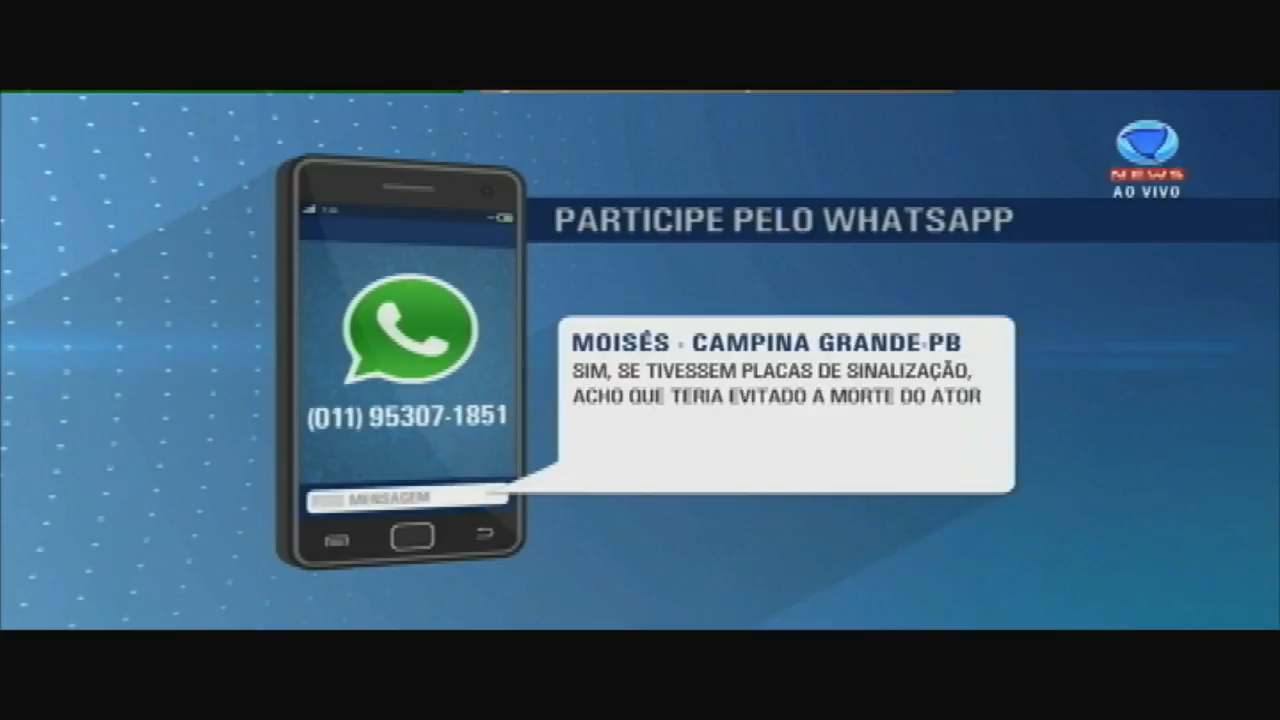 NEWS
AO VIVO
PARTICIPE PELO WHATSAPP
MOISÉS - CAMPINA GRANDE-PB
SIM, SE TIVESSEM PLACAS DE SINALIZAÇÃO,
ACHO QUE TERIA EVITADO A MORTE DO ATOR
(011) 95307-1851
MENSAGEM